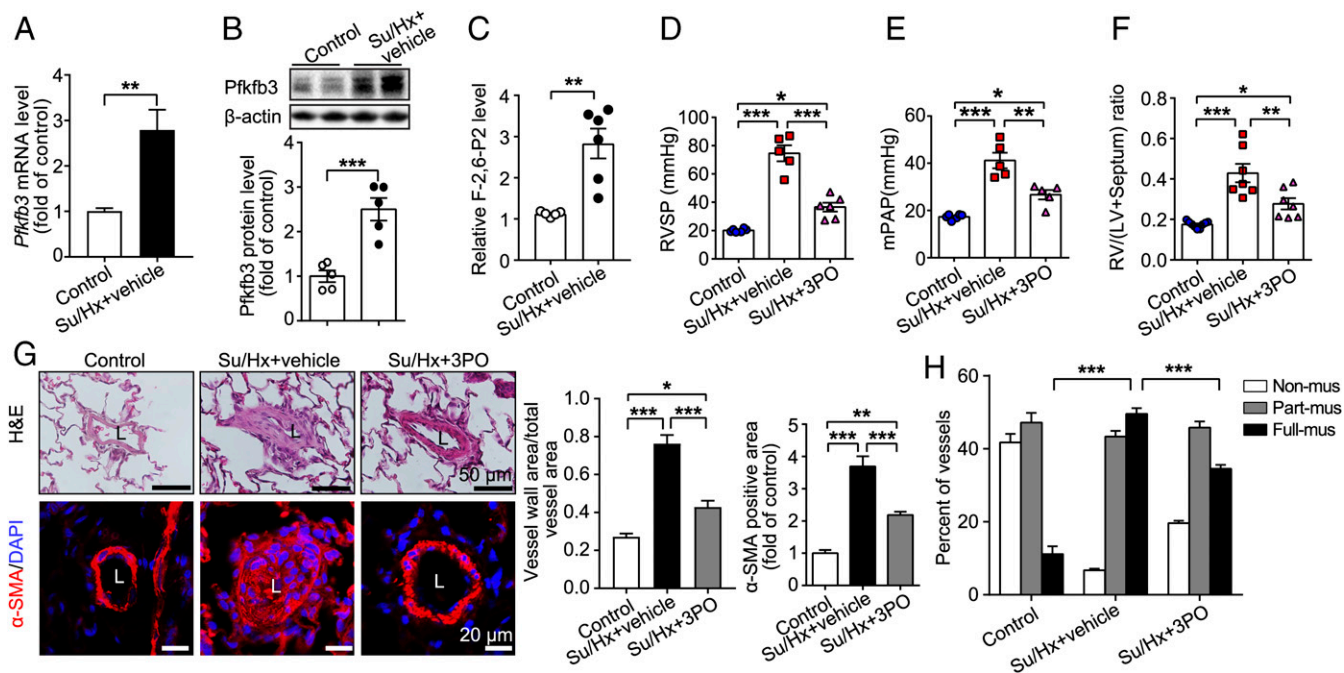 A
Pfkfb3 mRNA level
(fold of control)
4
3
2
1
0
**
Control
Su/Hx+vehicle
B
Control
Su/Hx+
vehicle
Pfkfb3
β-actin
Pfkfb3 protein level
(fold of control)
4
3
2
1
0
***
Control
Su/Hx+vehicle
C
Relative F-2,6-P2 level
4
3
2
1
0
**
Control
Su/Hx+vehicle
D
RVSP (mmHg)
100
80
60
40
20
0
*
***
***
Control
Su/Hx+vehicle
Su/Hx+3PO
E
mPAP(mmHg)
80
60
40
20
0
*
***
**
Control
Su/Hx+vehicle
Su/Hx+3PO
F
RV/(LV+Septum) ratio
0.8
0.6
0.4
0.2
0.0
*
***
**
Control
Su/Hx+vehicle
Su/Hx+3PO
G
Control
Su/Hx+vehicle
Su/Hx+3PO
H&E
L
L
L
50 µm
α-SMA/DAPI
L
L
L
20 µm
Vessel wall area/total
vessel area
1.0
0.8
0.6
0.4
0.2
0.0
*
***
***
Control
Su/Hx+vehicle
Su/Hx+3PO
α-SMA positive area
(fold of control)
5
4
3
2
1
0
**
***
***
Control
Su/Hx+vehicle
Su/Hx+3PO
H
Percent of vessels
60
40
20
0
***
***
Non-mus
Part-mus
Full-mus
Control
Su/Hx+vehicle
Su/Hx+3PO